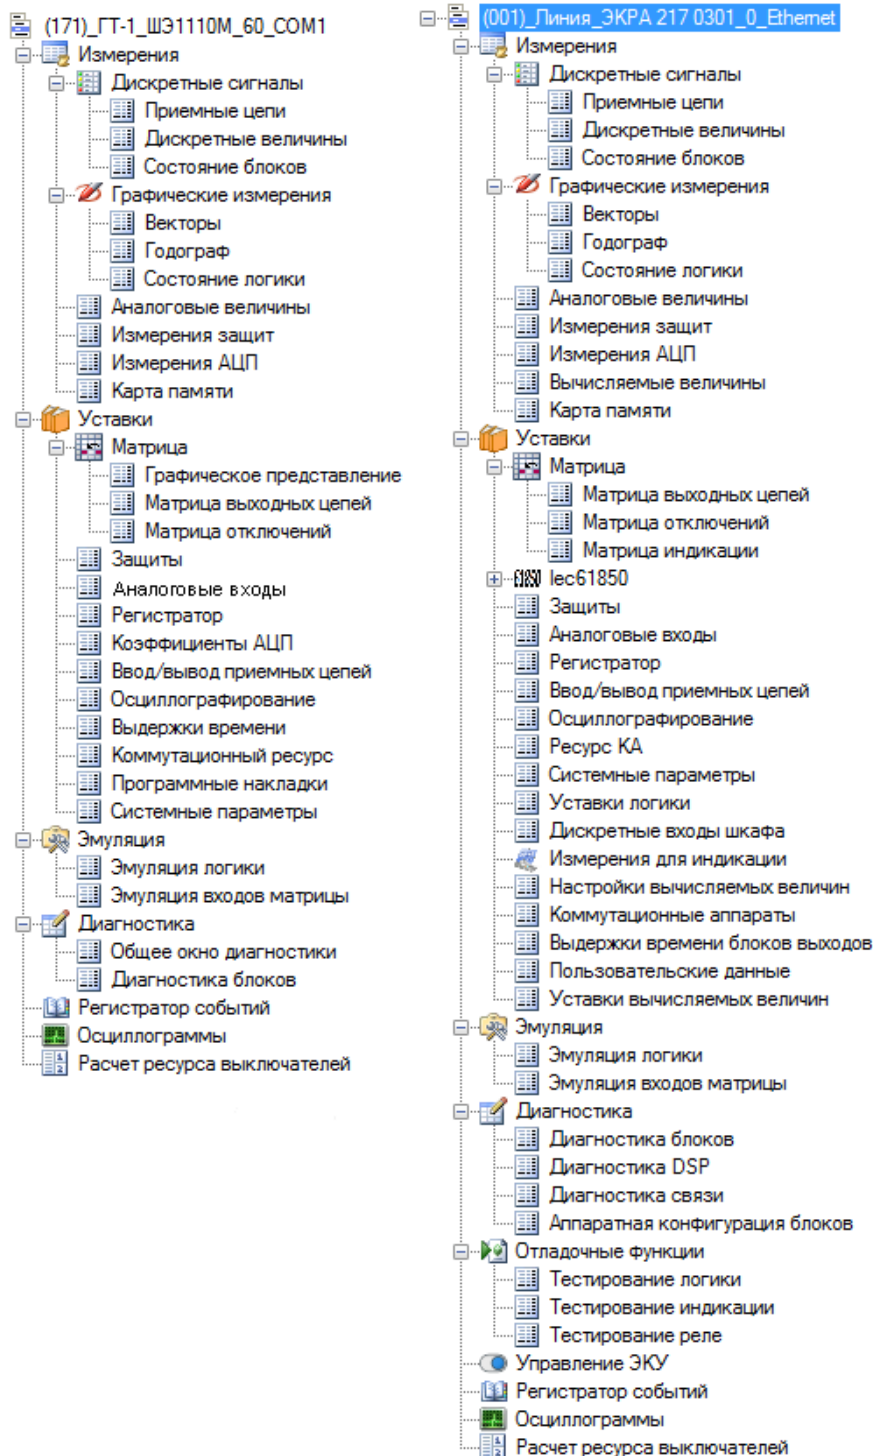 (171)_ГТ-1_ШЭ1110М_60_COM1
Измерения
Дискретные сигналы
Приемные цепи
Дискретные величины
Состояние блоков
Графические измерения
Векторы
Годограф
Состояние логики
Аналоговые величины
Измерения защит
Измерения АЦП
Карта памяти
Уставки
Матрица
Графическое представление
Матрица выходных цепей
Матрица отключений
Защиты
Аналоговые входы
Регистратор
Коэффициенты АЦП
Ввод/вывод приемных цепей
Осциллографирование
Выдержки времени
Коммутационный ресурс
Программные накладки
Системные параметры
Эмуляция
Эмуляция логики
Эмуляция входов матрицы
Диагностика
Общее окно диагностики
Диагностика блоков
Регистратор событий
Осциллограммы
Расчет ресурса выключателей
(001)_Линия_ЭКРА 217 0301_0_Ethernet
Измерения
Дискретные сигналы
Приемные цепи
Дискретные величины
Состояние блоков
Графические измерения
Векторы
Годограф
Состояние логики
Аналоговые величины
Измерения защит
Измерения АЦП
Вычисляемые величины
Карта памяти
Уставки
Матрица
Матрица выходных цепей
Матрица отключений
Матрица индикации
61850 Iec61850
Защиты
Аналоговые входы
Регистратор
Ввод/вывод приемных цепей
Осциллографирование
Ресурс КА
Системные параметры
Уставки логики
Дискретные входы шкафа
Измерения для индикации
Настройки вычисляемых величин
Коммутационные аппараты
Выдержки времени блоков выходов
Пользовательские данные
Уставки вычисляемых величин
Эмуляция
Эмуляция логики
Эмуляция входов матрицы
Диагностика
Диагностика блоков
Диагностика DSP
Диагностика связи
Аппаратная конфигурация блоков
Отладочные функции
Тестирование логики
Тестирование индикации
Тестирование реле
Управление ЭКУ
Регистратор событий
Осциллограммы
Расчет ресурса выключателей